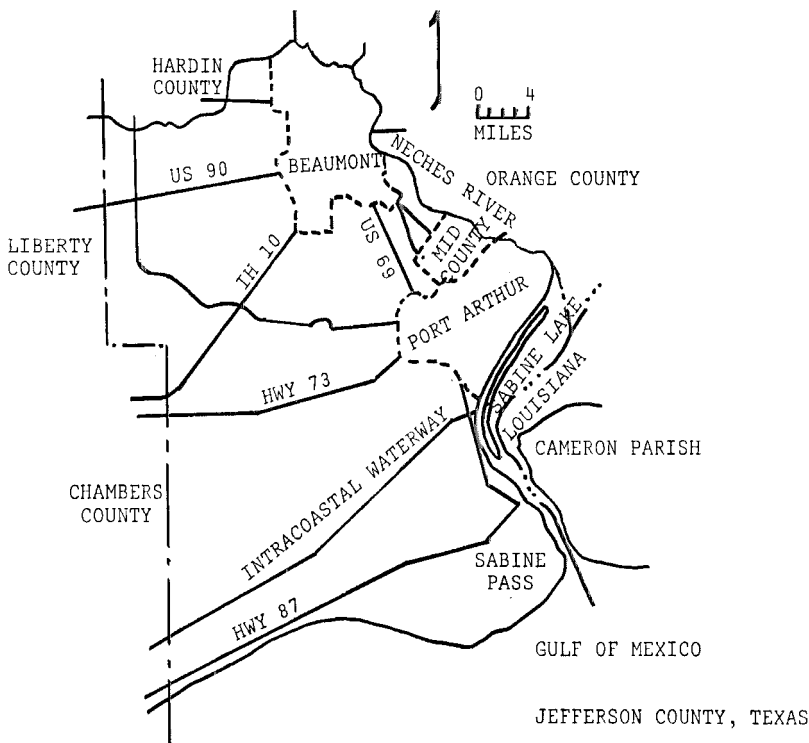 HARDIN
COUNTY
0 4
MILES
NECHES RIVER
BEAUMONT
US 90
ORANGE COUNTY
MID
COUNTY
LIBERTY
COUNTY
IH 10
US 69
PORT ARTHUR
SABINE LAKE
LOUISIANA
HWY 73
CAMERON PARISH
CHAMBERS
COUNTY
INTRACOASTAL WATERWAY
SABINE
PASS
HWY 87
GULF OF MEXICO
JEFFERSON COUNTY, TEXAS